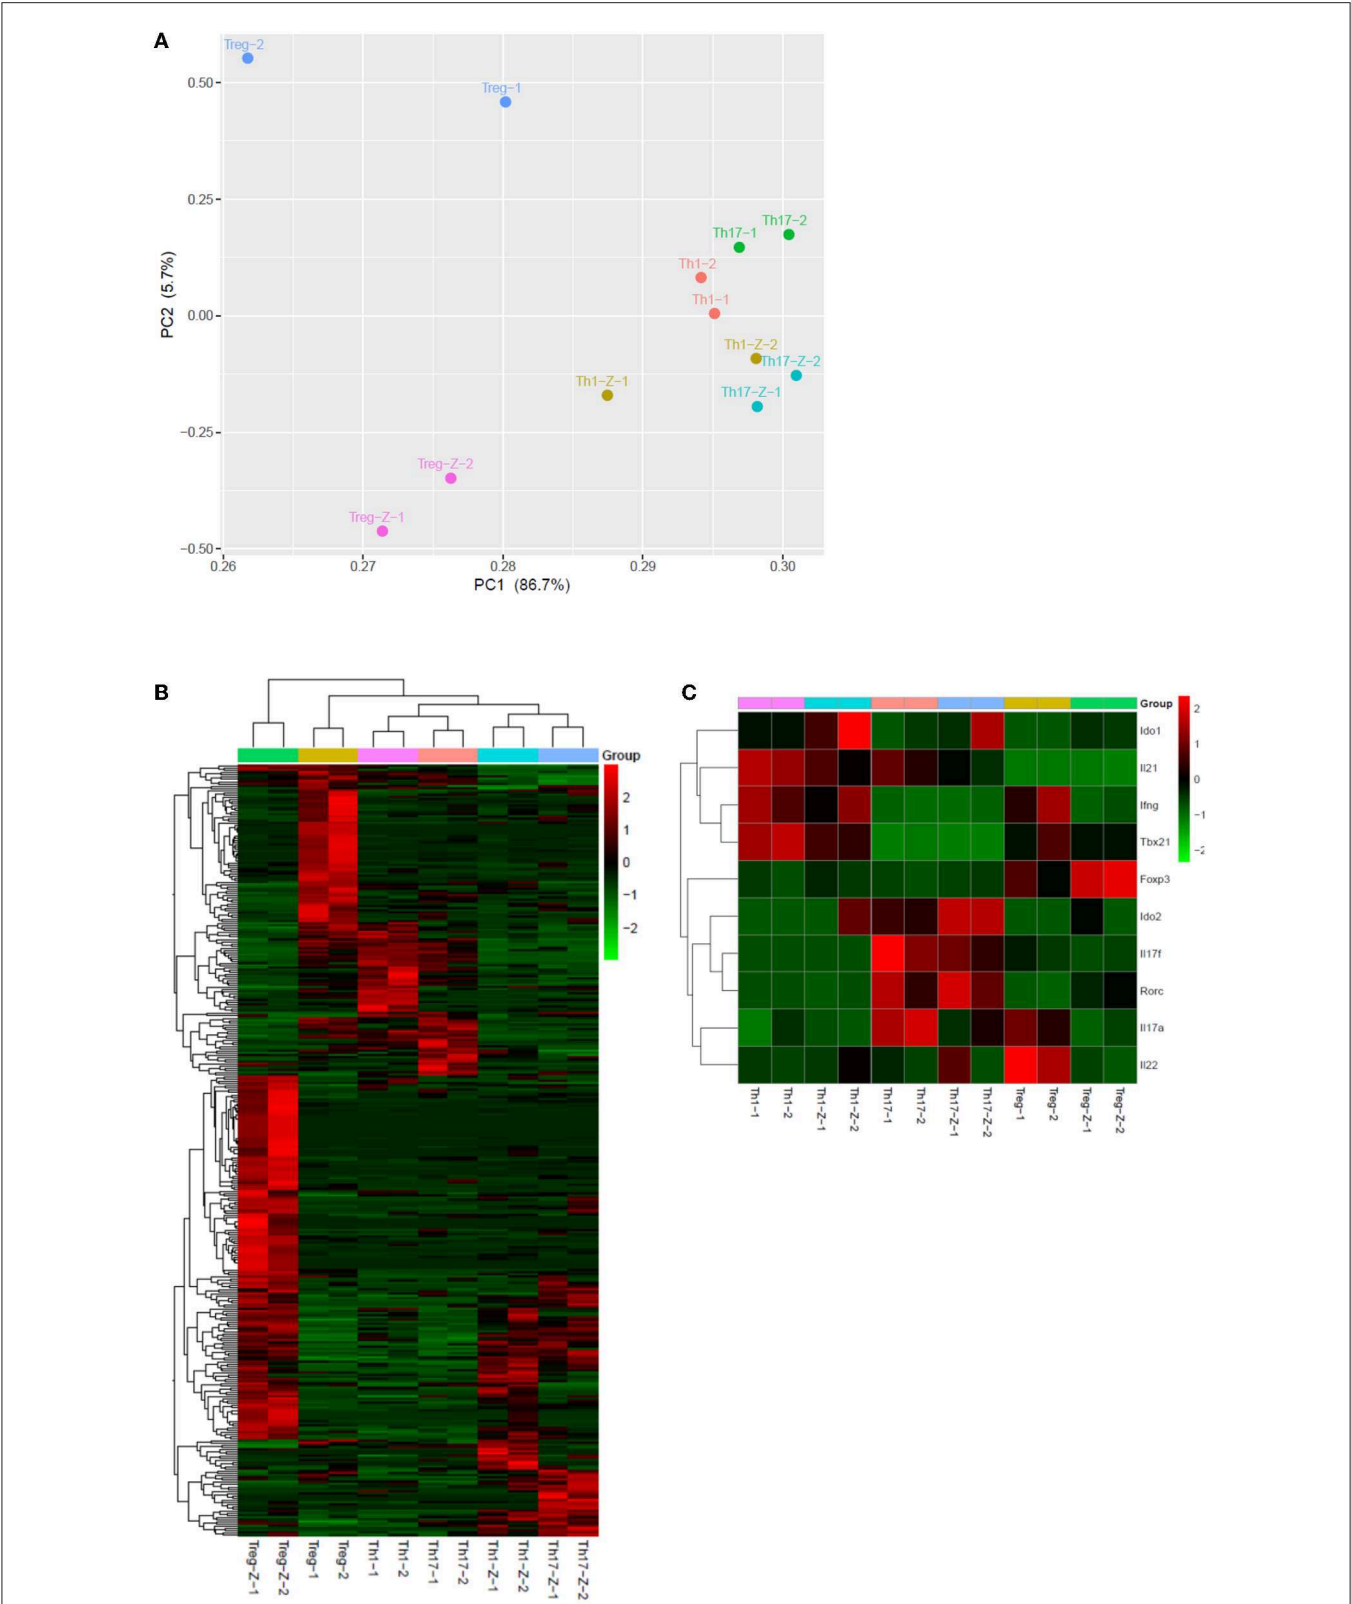 A
Treg−2
Treg−1
Th17−2
Th17−1
Th1−2
Th1−1
Th1−Z−2
Th17−Z−2
Th1−Z−1
Th17−Z−1
Treg−Z−2
Treg−Z−1
0.50
0.25
0.00
−0.25
−0.50
PC2 (5.7%)
0.26 0.27 0.28 0.29 0.30
PC1 (86.7%)
B
Group
2
1
0
−1
−2
Treg−Z−1
Treg−Z−2
Treg−1
Treg−2
Th1−1
Th1−2
Th17−1
Th17−2
Th1−Z−1
Th1−Z−2
Th17−Z−1
Th17−Z−2
C
Group
Ido1
Il21
Ifng
Tbx21
Foxp3
Ido2
Il17f
Rorc
Il17a
Il22
2
1
0
−1
−2
Th1−1
Th1−2
Th1−Z−1
Th1−Z−2
Th17−1
Th17−2
Th17−Z−1
Th17−Z−2
Treg−1
Treg−2
Treg−Z−1
Treg−Z−2